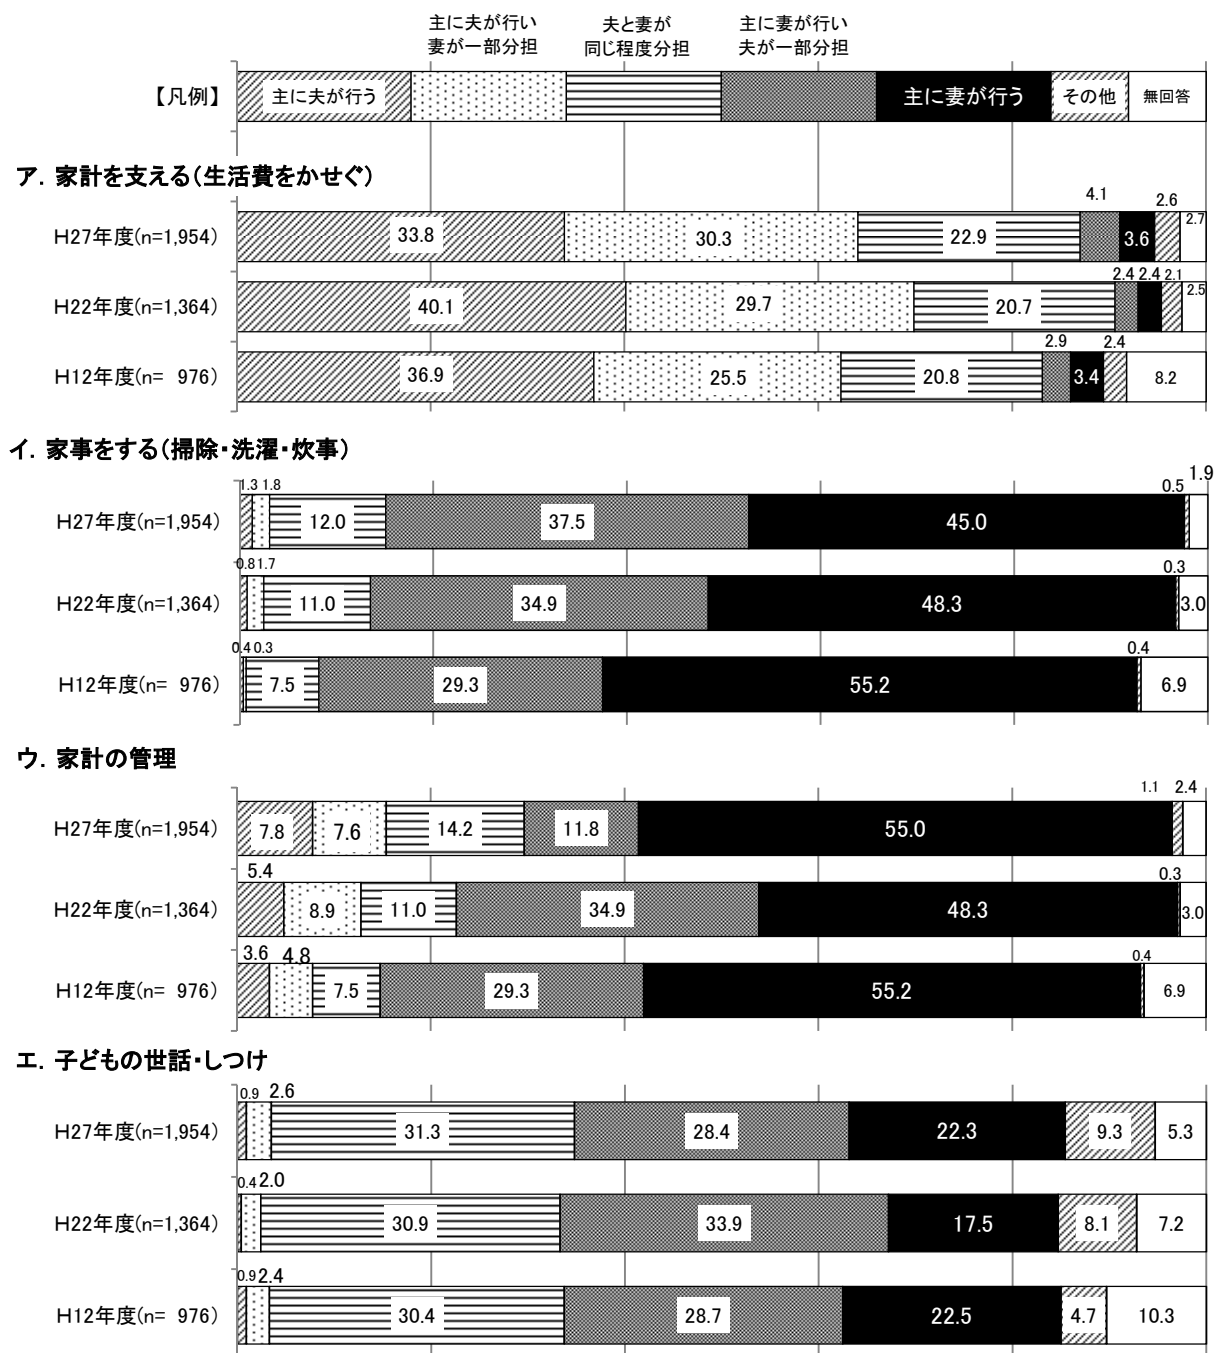 主に夫が行い 夫と妻が 主に妻が行い
妻が一部分担 同じ程度分担 夫が一部分担
【凡例】 主に夫が行う 主に妻が行う その他 無回答
ア．家計を支える（生活費をかせぐ）
4.1 2.6
H27年度(n=1,954) 33.8 30.3 22.9 3.6 2.7
2.4 2.4 2.1
H22年度(n=1,364) 40.1 29.7 20.7 2.5
2.9 2.4
H12年度(n= 976) 36.9 25.5 20.8 3.4 8.2
イ．家事をする（掃除・洗濯・炊事）
1.3 1.8 0.5 1.9
H27年度(n=1,954) 12.0 37.5 45.0
0.8 1.7 0.3
H22年度(n=1,364) 11.0 34.9 48.3 3.0
0.4 0.3 0.4
H12年度(n= 976) 7.5 29.3 55.2 6.9
ウ．家計の管理
1.1 2.4
H27年度(n=1,954) 7.8 7.6 14.2 11.8 55.0
5.4 0.3
H22年度(n=1,364) 8.9 11.0 34.9 48.3 3.0
3.6 4.8 0.4
H12年度(n= 976) 7.5 29.3 55.2 6.9
エ．子どもの世話・しつけ
0.9 2.6
H27年度(n=1,954) 31.3 28.4 22.3 9.3 5.3
0.4 2.0
H22年度(n=1,364) 30.9 33.9 17.5 8.1 7.2
0.9 2.4
H12年度(n= 976) 30.4 28.7 22.5 4.7 10.3